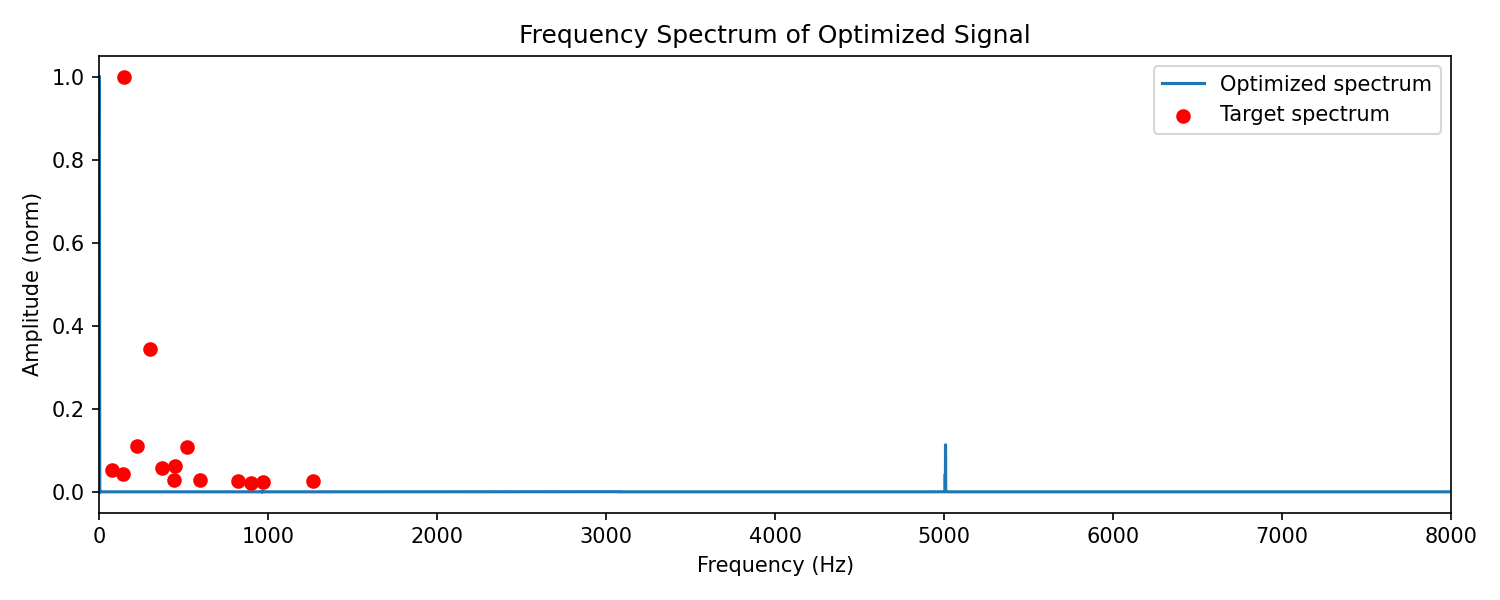 Frequency Spectrum of Optimized Signal
Optimized spectrum
Target spectrum
Amplitude (norm)
1.0
0.8
0.6
0.4
0.2
0.0
0 1000 2000 3000 4000 5000 6000 7000 8000
Frequency (Hz)